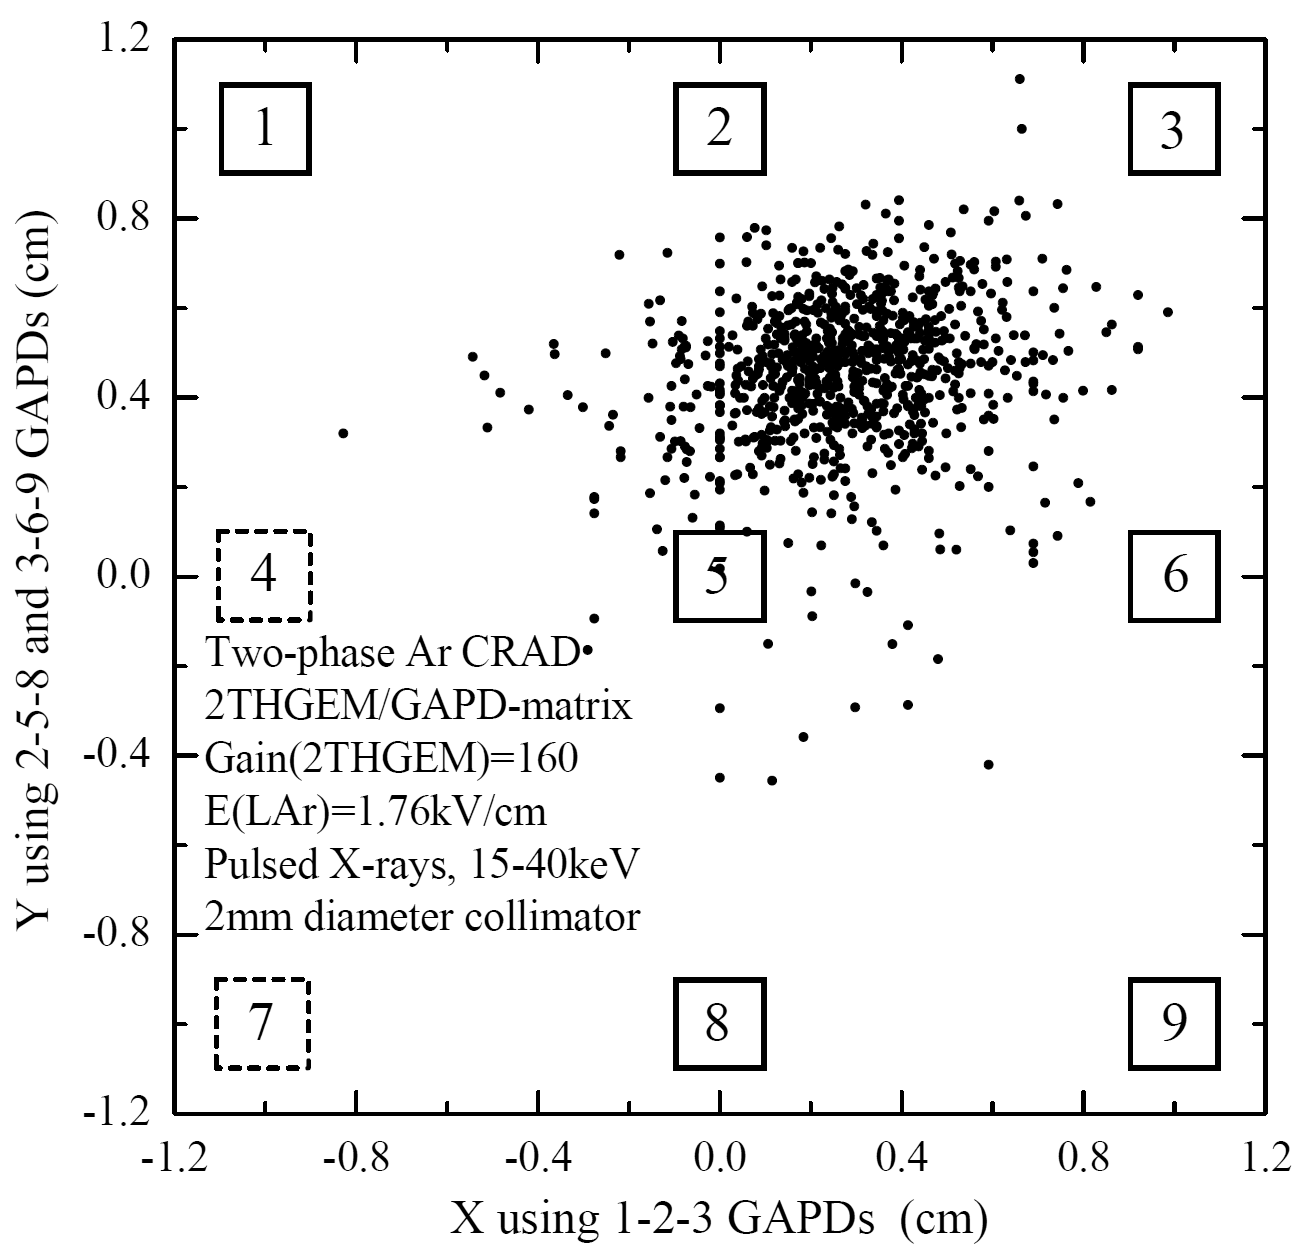 1.2
1 2 3
0.8
0.4
0.0
4 5 6
Two-phase Ar CRAD
2THGEM/GAPD-matrix
-0.4
Gain(2THGEM)=160
E(LAr)=1.76kV/cm
Pulsed X-rays, 15-40keV
2mm diameter collimator
-0.8
7 8 9
-1.2
-1.2 -0.8 -0.4 0.0 0.4 0.8 1.2
X using 1-2-3 GAPDs (cm)
Y using 2-5-8 and 3-6-9 GAPDs (cm)